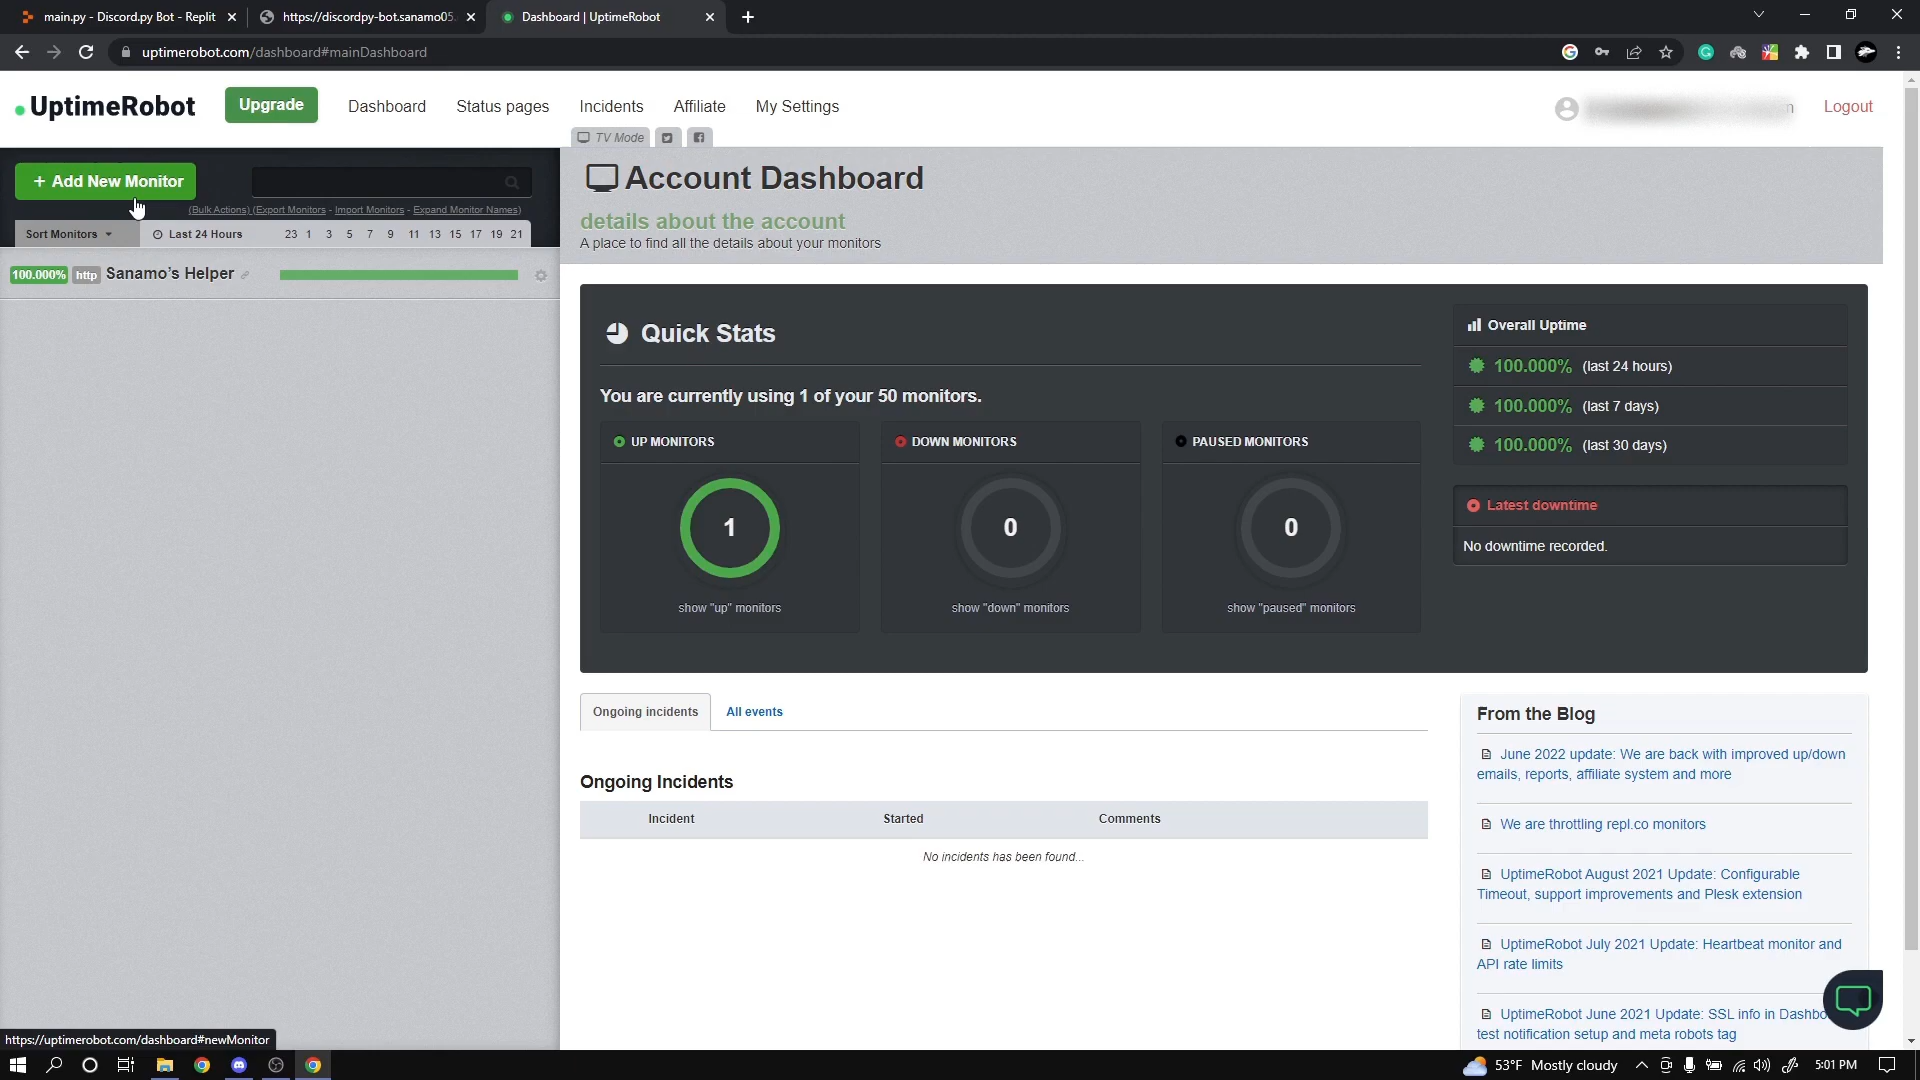 main.py - Discord.py Bot - Replit
https://discordpy-bot.sanamo05.
Dashboard | UptimeRobot
uptimerobot.com/dashboard#mainDashboard
UptimeRobot
Upgrade
Dashboard
Status pages
Incidents
Affiliate
My Settings
Logout
TV Mode
+ Add New Monitor
(Bulk Actions) (Export Monitors - Import Monitors - Expand Monitor Names)
Sort Monitors
Last 24 Hours
23 1 3 5 7 9 11 13 15 17 19 21
100.000% http Sanamo's Helper
Account Dashboard
details about the account
A place to find all the details about your monitors
Quick Stats
You are currently using 1 of your 50 monitors.
UP MONITORS
1
show "up" monitors
DOWN MONITORS
0
show "down" monitors
PAUSED MONITORS
0
show "paused" monitors
Overall Uptime
100.000% (last 24 hours)
100.000% (last 7 days)
100.000% (last 30 days)
Latest downtime
No downtime recorded.
Ongoing incidents
All events
Ongoing Incidents
Incident Started Comments
No incidents has been found...
From the Blog
June 2022 update: We are back with improved up/down
emails, reports, affiliate system and more
We are throttling repl.co monitors
UptimeRobot August 2021 Update: Configurable
Timeout, support improvements and Plesk extension
UptimeRobot July 2021 Update: Heartbeat monitor and
API rate limits
UptimeRobot June 2021 Update: SSL info in Dashbo
test notification setup and meta robots tag
https://uptimerobot.com/dashboard#newMonitor
53°F Mostly cloudy
5:01 PM